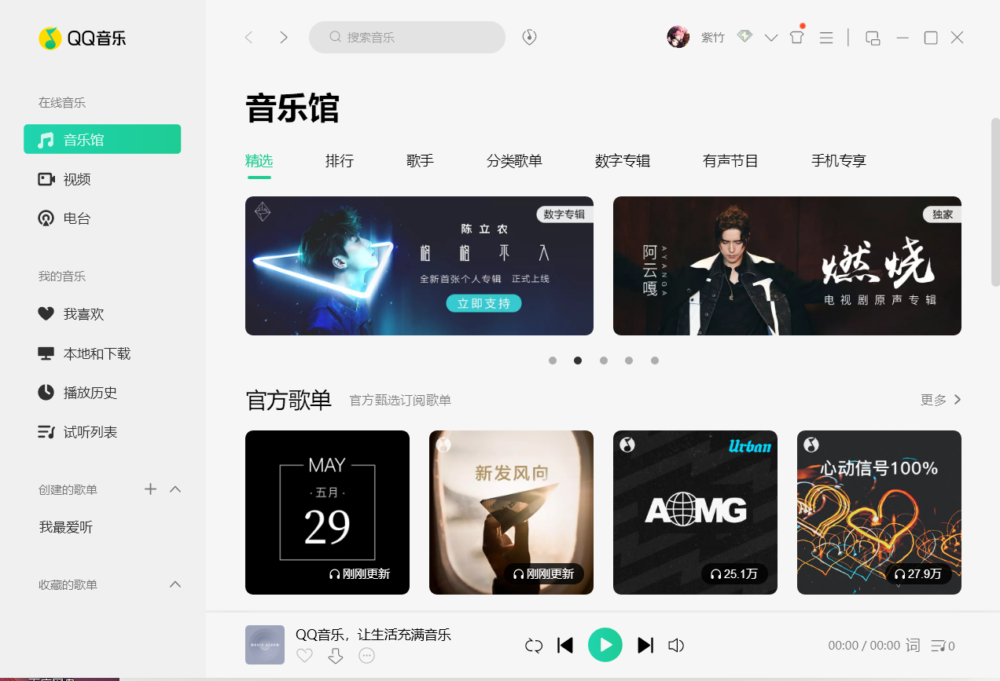 QQ音乐
搜索音乐
紫竹
在线音乐
音乐馆
视频
电台
我的音乐
我喜欢
本地和下载
播放历史
试听列表
创建的歌单
我最爱听
收藏的歌单
音乐馆
精选 排行 歌手 分类歌单 数字专辑 有声节目 手机专享
数字专辑
陈立农
格格不入
全新首张个人专辑 正式上线
立即支持
独家
阿云嘎
AYANGA
燃烧
电视剧原声专辑
官方歌单 官方甄选订阅歌单 更多
MAY
·五月·
29
刚刚更新
新发风向
刚刚更新
Urban
AOMG
25.1万
心动信号100%
27.9万
MUSIC ALBUM
QQ音乐，让生活充满音乐
00:00 / 00:00 词 0